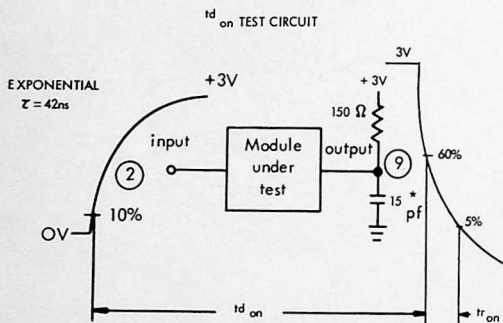 td on TEST CIRCUIT
EXPONENTIAL
τ = 42ns
+3V
3V
+ 3V
150 Ω
input
Module
under
test
output
2
9
60%
10%
15 * pf
OV
5%
td on
tr on